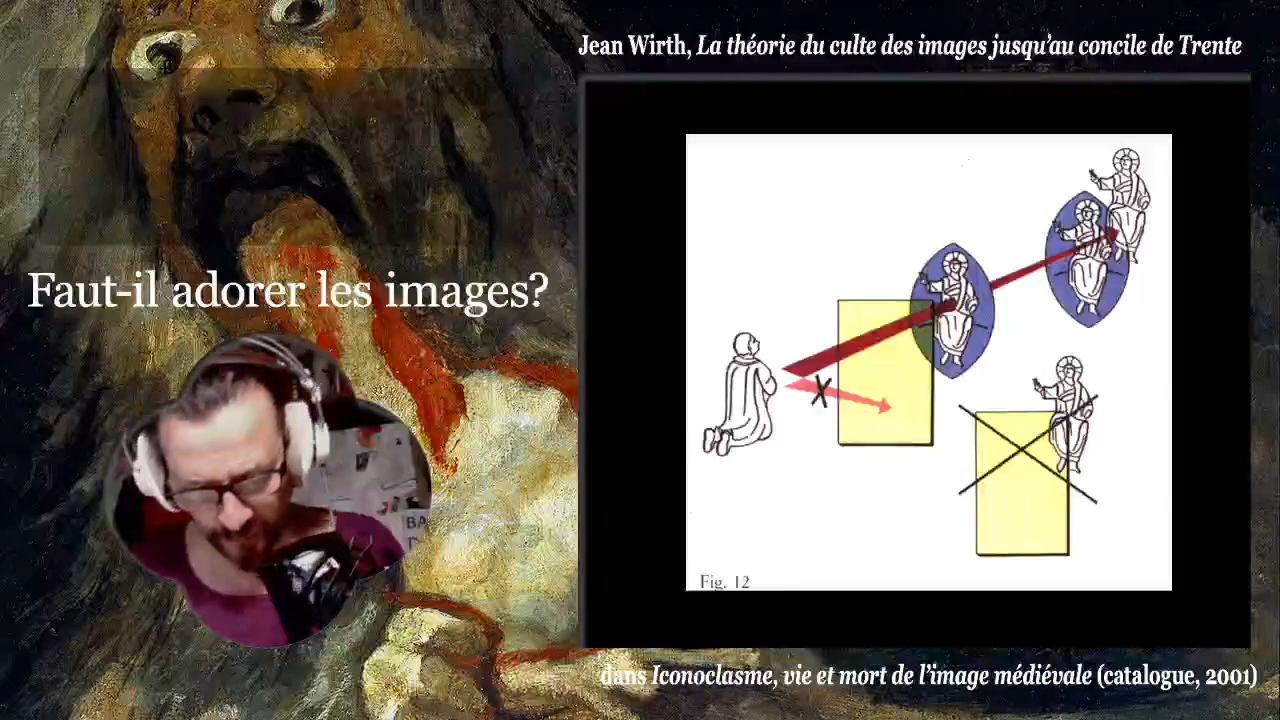 Jean Wirth, La théorie du culte des images jusqu'au concile de Trente
Faut-il adorer les images?
BA
Fig. 12
dans Iconoclasme, vie et mort de l'image médiévale (catalogue, 2001)